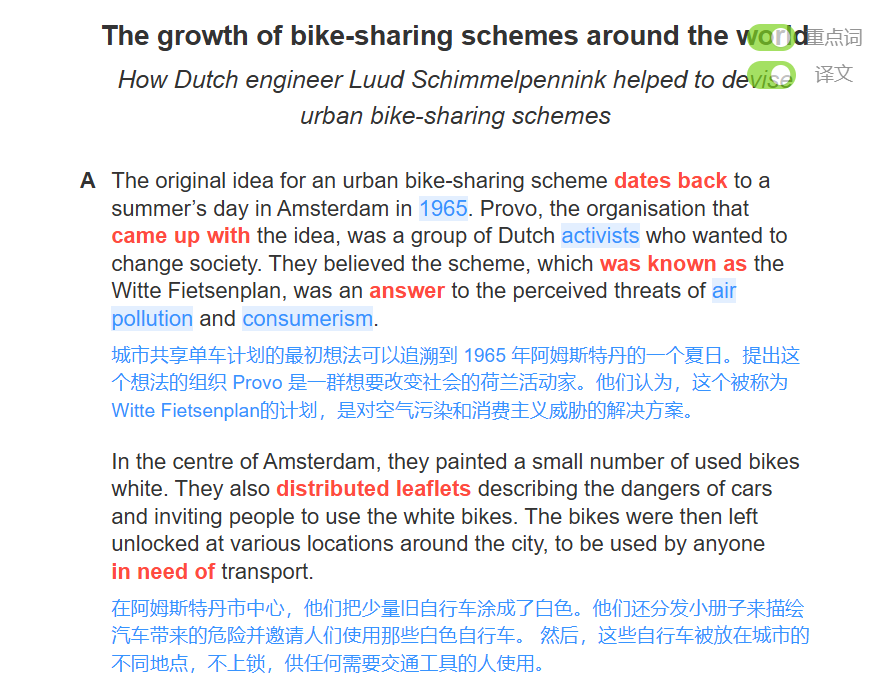 The growth of bike-sharing schemes around the world
重点词
How Dutch engineer Luud Schimmelpennink helped to devise
译文
urban bike-sharing schemes
A The original idea for an urban bike-sharing scheme dates back to a
summer's day in Amsterdam in 1965. Provo, the organisation that
came up with the idea, was a group of Dutch activists who wanted to
change society. They believed the scheme, which was known as the
Witte Fietsenplan, was an answer to the perceived threats of air
pollution and consumerism.
城市共享单车计划的最初想法可以追溯到 1965 年阿姆斯特丹的一个夏日。提出这
个想法的组织 Provo 是一群想要改变社会的荷兰活动家。他们认为，这个被称为
Witte Fietsenplan的计划，是对空气污染和消费主义威胁的解决方案。
In the centre of Amsterdam, they painted a small number of used bikes
white. They also distributed leaflets describing the dangers of cars
and inviting people to use the white bikes. The bikes were then left
unlocked at various locations around the city, to be used by anyone
in need of transport.
在阿姆斯特丹市中心，他们把少量旧自行车涂成了白色。他们还分发小册子来描绘
汽车带来的危险并邀请人们使用那些白色自行车。 然后，这些自行车被放在城市的
不同地点，不上锁，供任何需要交通工具的人使用。